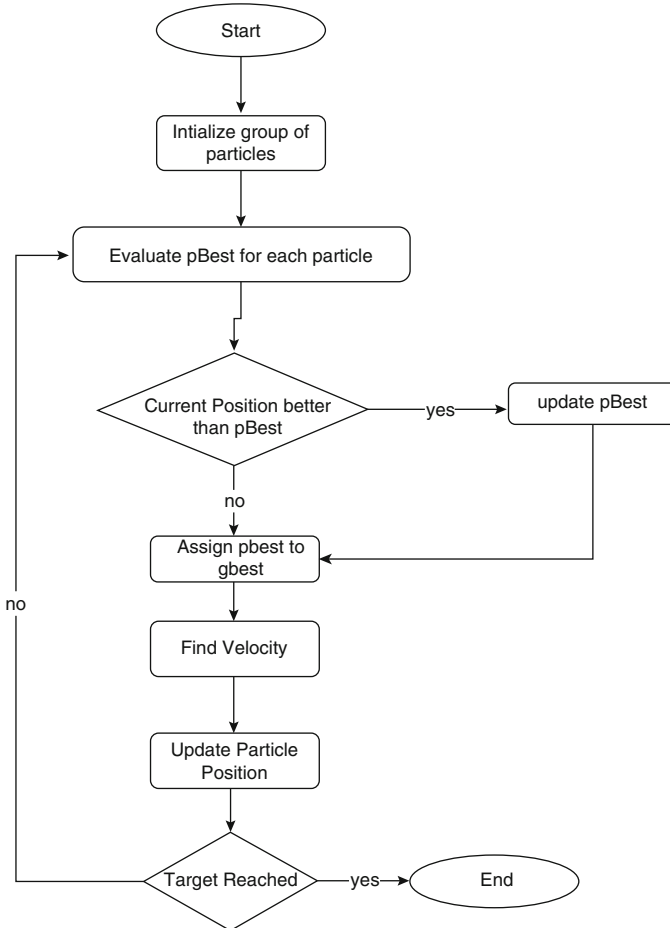 Start
Intialize group of
particles
Evaluate pBest for each particle
Current Position better
than pBest
yes
update pBest
no
Assign pbest to
gbest
no
Find Velocity
Update Particle
Position
Target Reached
yes
End